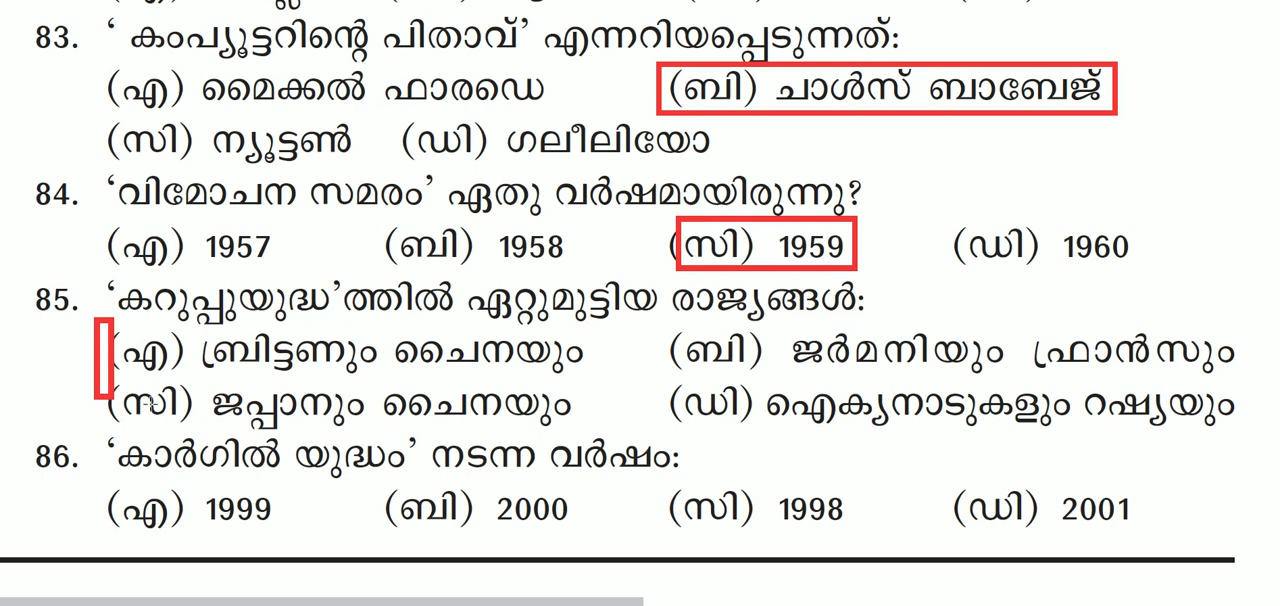 83. ‘ കംപ്യൂട്ടറിന്റെ പിതാവ്’ എന്നറിയപ്പെടുന്നത്:
(എ) മൈക്കൽ ഫാരഡെ (ബി) ചാൾസ് ബാബേജ്
(സി) ന്യൂട്ടൺ (ഡി) ഗലീലിയോ
84. ‘വിമോചന സമരം’ ഏതു വർഷമായിരുന്നു?
(എ) 1957 (ബി) 1958 (സി) 1959 (ഡി) 1960
85. ‘കറുപ്പുയുദ്ധ’ത്തിൽ ഏറ്റുമുട്ടിയ രാജ്യങ്ങൾ:
(എ) ബ്രിട്ടണും ചൈനയും (ബി) ജർമനിയും ഫ്രാൻസും
(സി) ജപ്പാനും ചൈനയും (ഡി) ഐക്യനാടുകളും റഷ്യയും
86. ‘കാർഗിൽ യുദ്ധം’ നടന്ന വർഷം:
(എ) 1999 (ബി) 2000 (സി) 1998 (ഡി) 2001